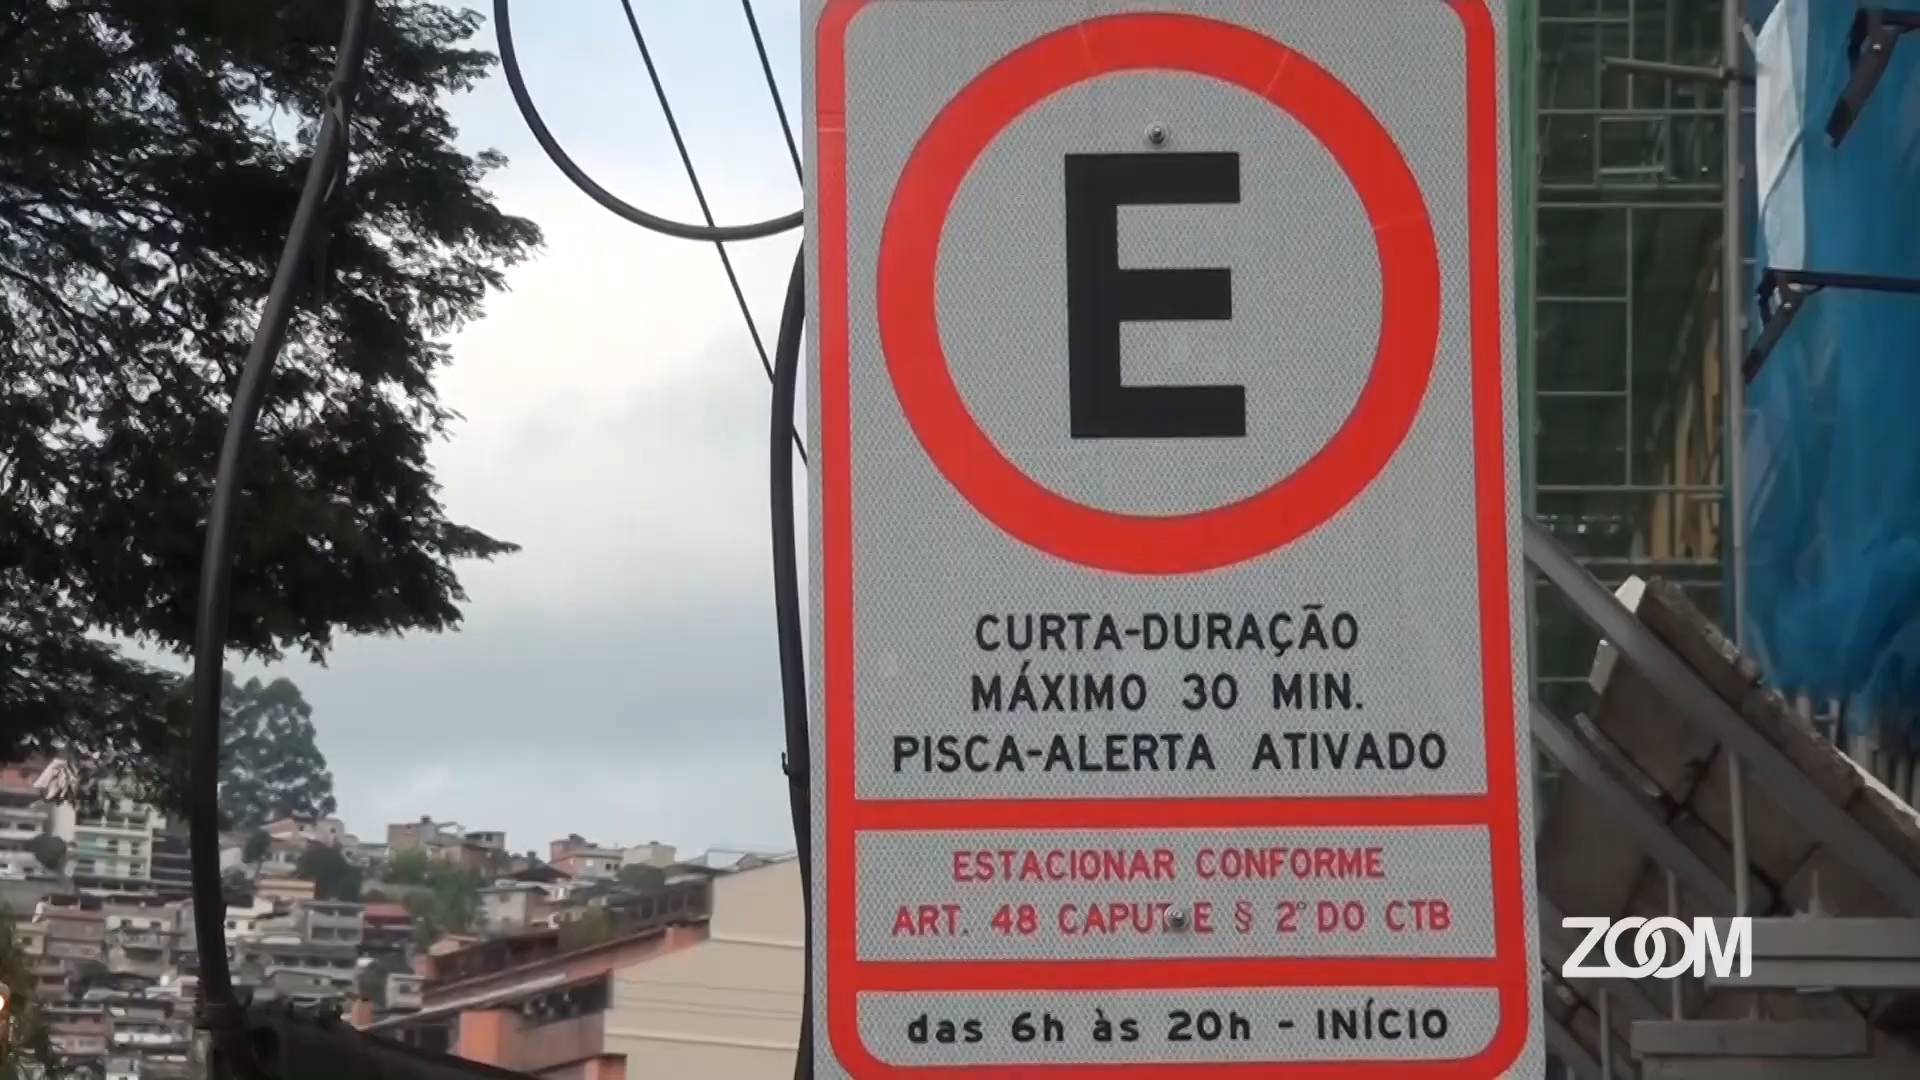 E
CURTA-DURAÇÃO
MÁXIMO 30 MIN.
PISCA-ALERTA ATIVADO
ESTACIONAR CONFORME
ART. 48 CAPUT E § 2º DO CTB
das 6h às 20h - INÍCIO
ZOOM